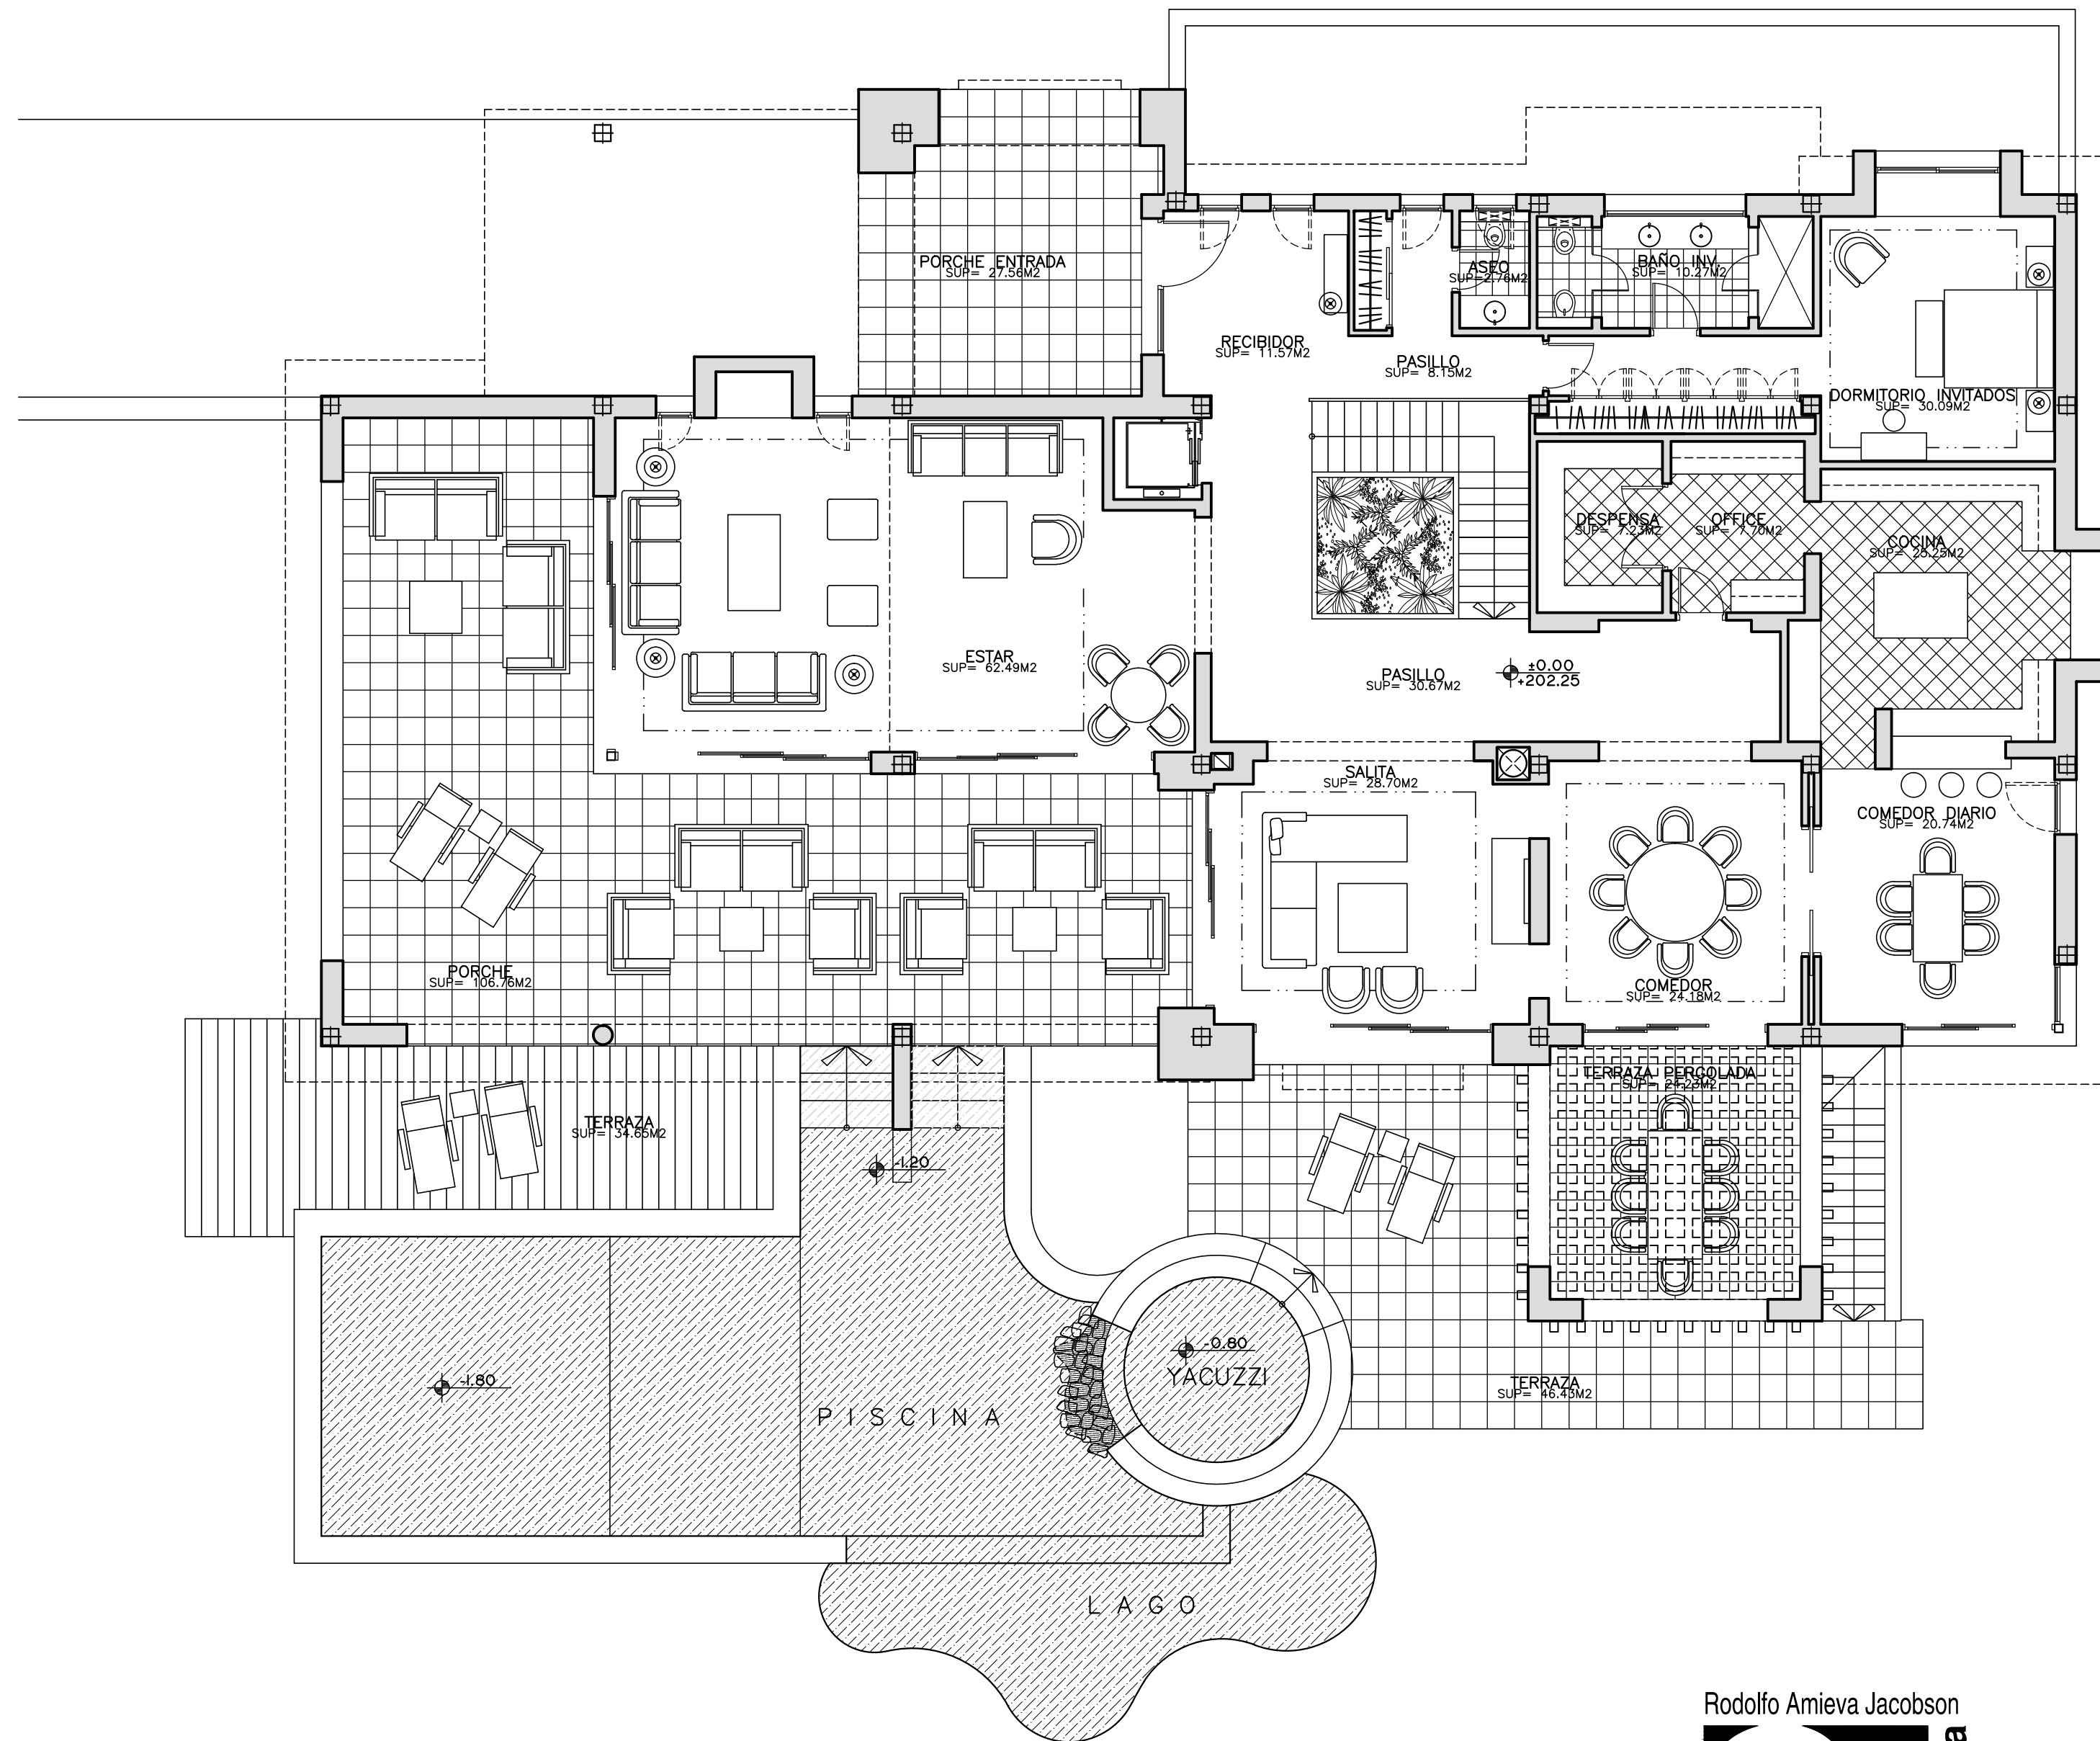 PORCHE ENTRADA
SUP= 27.56M2
ASEO
SUP=2.76M2
BAÑO INV.
SUP= 10.27M2
RECIBIDOR
SUP= 11.57M2
PASILLO
SUP= 8.15M2
DORMITORIO INVITADOS
SUP= 30.09M2
DESPENSA
SUP= 7.23M2
OFFICE
SUP= 7.70M2
COCINA
SUP= 25.25M2
ESTAR
SUP= 62.49M2
PASILLO
SUP= 30.67M2
±0.00
+202.25
SALITA
SUP= 28.70M2
COMEDOR DIARIO
SUP= 20.74M2
PORCHE
SUP= 106.76M2
COMEDOR
SUP= 24.18M2
TERRAZA PERGOLADA
SUP= 24.23M2
TERRAZA
SUP= 34.65M2
-1.20
-0.80
YACUZZI
-1.80
TERRAZA
SUP= 46.43M2
PISCINA
LAGO
Rodolfo Amieva Jacobson